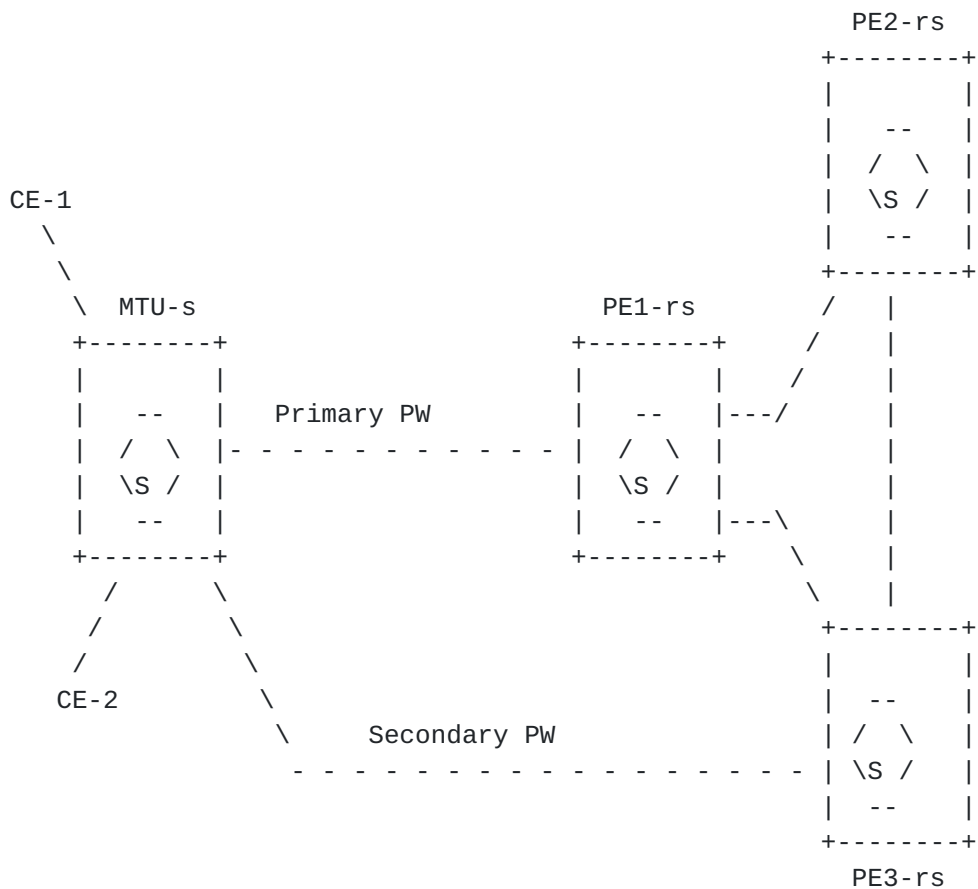 PE2-rs
S
CE-1
MTU-s PE1-rs
Primary PW
S S
CE-2
Secondary PW
S
PE3-rs